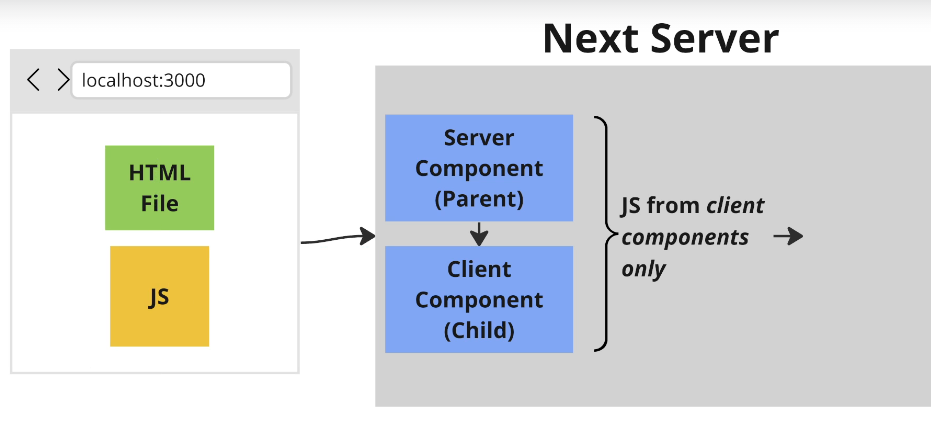 Next Server
localhost:3000
HTML
File
JS
Server
Component
(Parent)
Client
Component
(Child)
JS from client
components
only